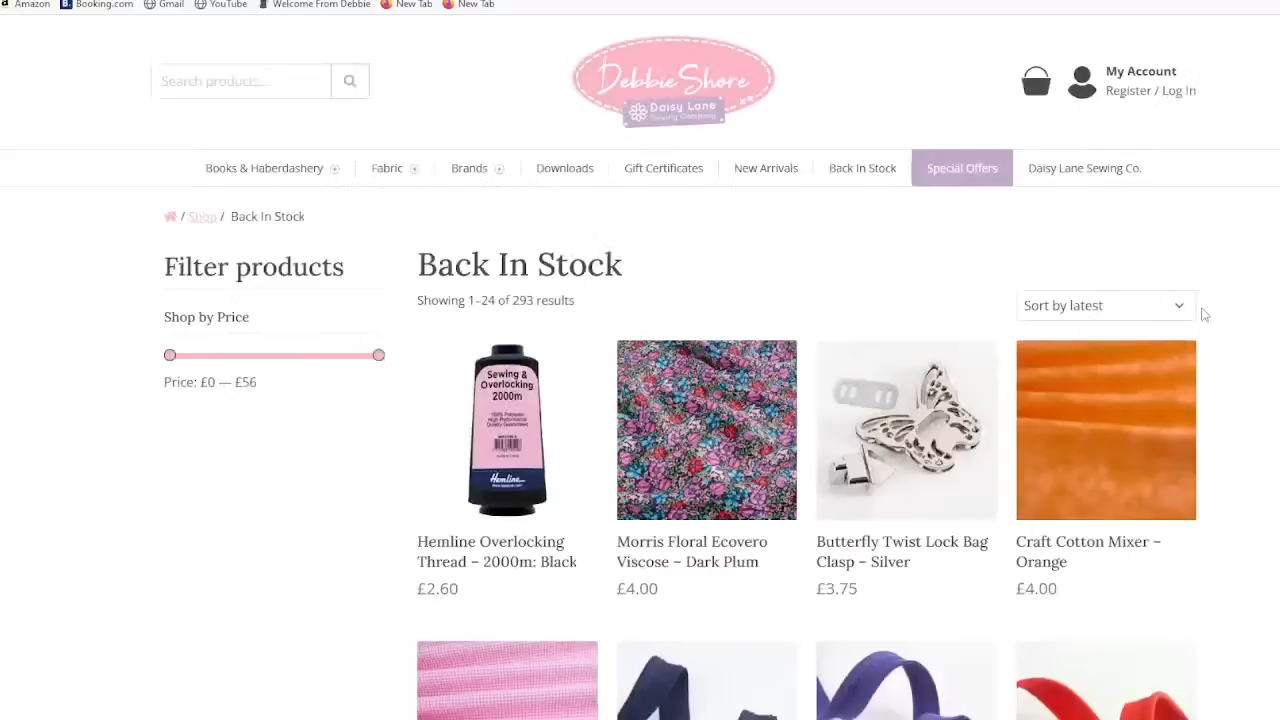 Amazon Booking.com Gmail YouTube Welcome From Debbie New Tab New Tab
Search products...
Debbie Shore
Daisy Lane
Sewing Company
My Account
Register / Log In
Books & Haberdashery Fabric Brands Downloads Gift Certificates New Arrivals Back In Stock Special Offers Daisy Lane Sewing Co.
/ Shop / Back In Stock
Filter products
Back In Stock
Showing 1–24 of 293 results
Sort by latest
Shop by Price
Price: £0 — £56
Sewing &
Overlocking
2000m
Hemline
Hemline Overlocking
Thread – 2000m: Black
£2.60
Morris Floral Ecovero
Viscose – Dark Plum
£4.00
Butterfly Twist Lock Bag
Clasp – Silver
£3.75
Craft Cotton Mixer –
Orange
£4.00